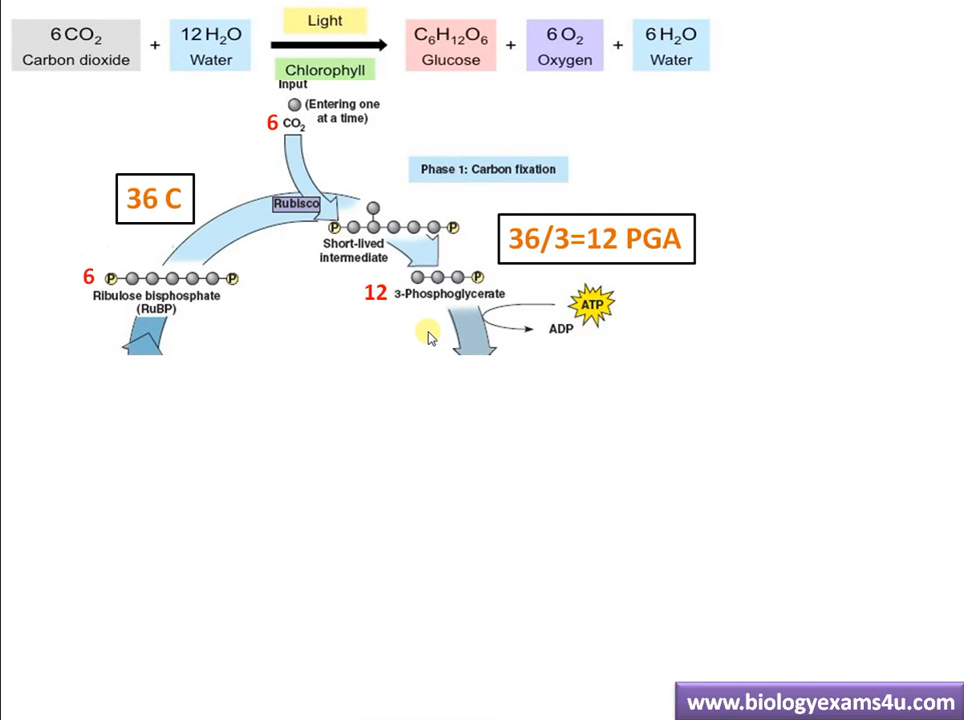 6 CO2 + 12 H2O Light C6H12O6 + 6 O2 + 6 H2O
Carbon dioxide Water Chlorophyll Glucose Oxygen Water
Input
(Entering one
at a time)
6 CO2
Phase 1: Carbon fixation
36 C
Rubisco
P P
Short-lived
intermediate
36/3=12 PGA
6 P P
Ribulose bisphosphate
(RuBP)
P
12 3-Phosphoglycerate
ATP
ADP
www.biologyexams4u.com